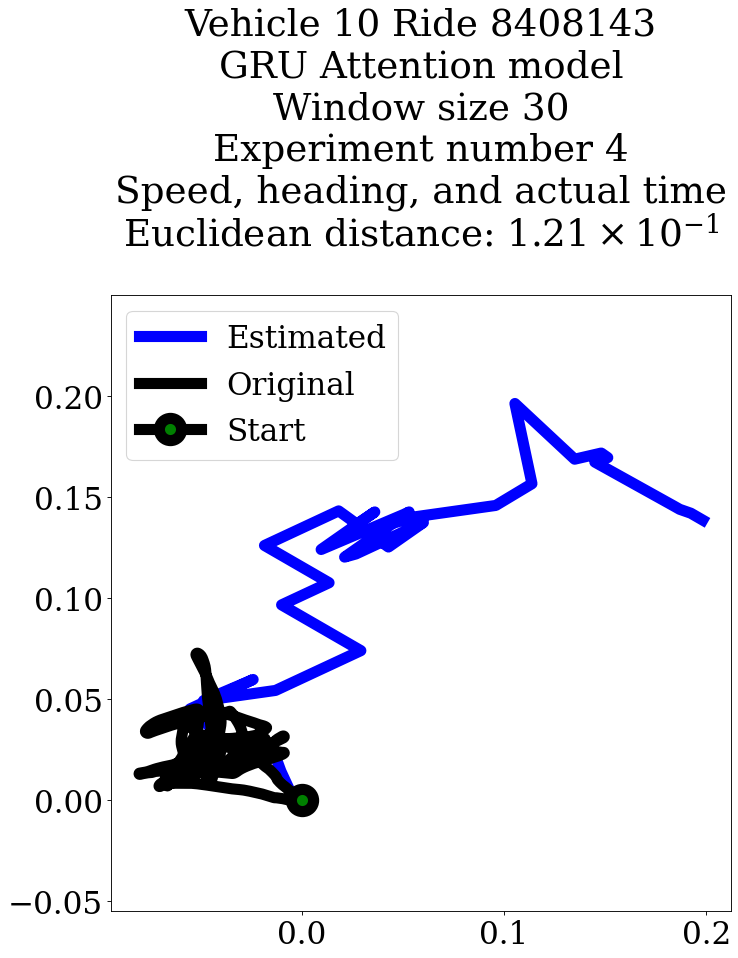 Vehicle 10 Ride 8408143
GRU Attention model
Window size 30
Experiment number 4
Speed, heading, and actual time
Euclidean distance: 1.21 × 10⁻¹
Estimated
Original
Start
0.20
0.15
0.10
0.05
0.00
−0.05
0.0 0.1 0.2